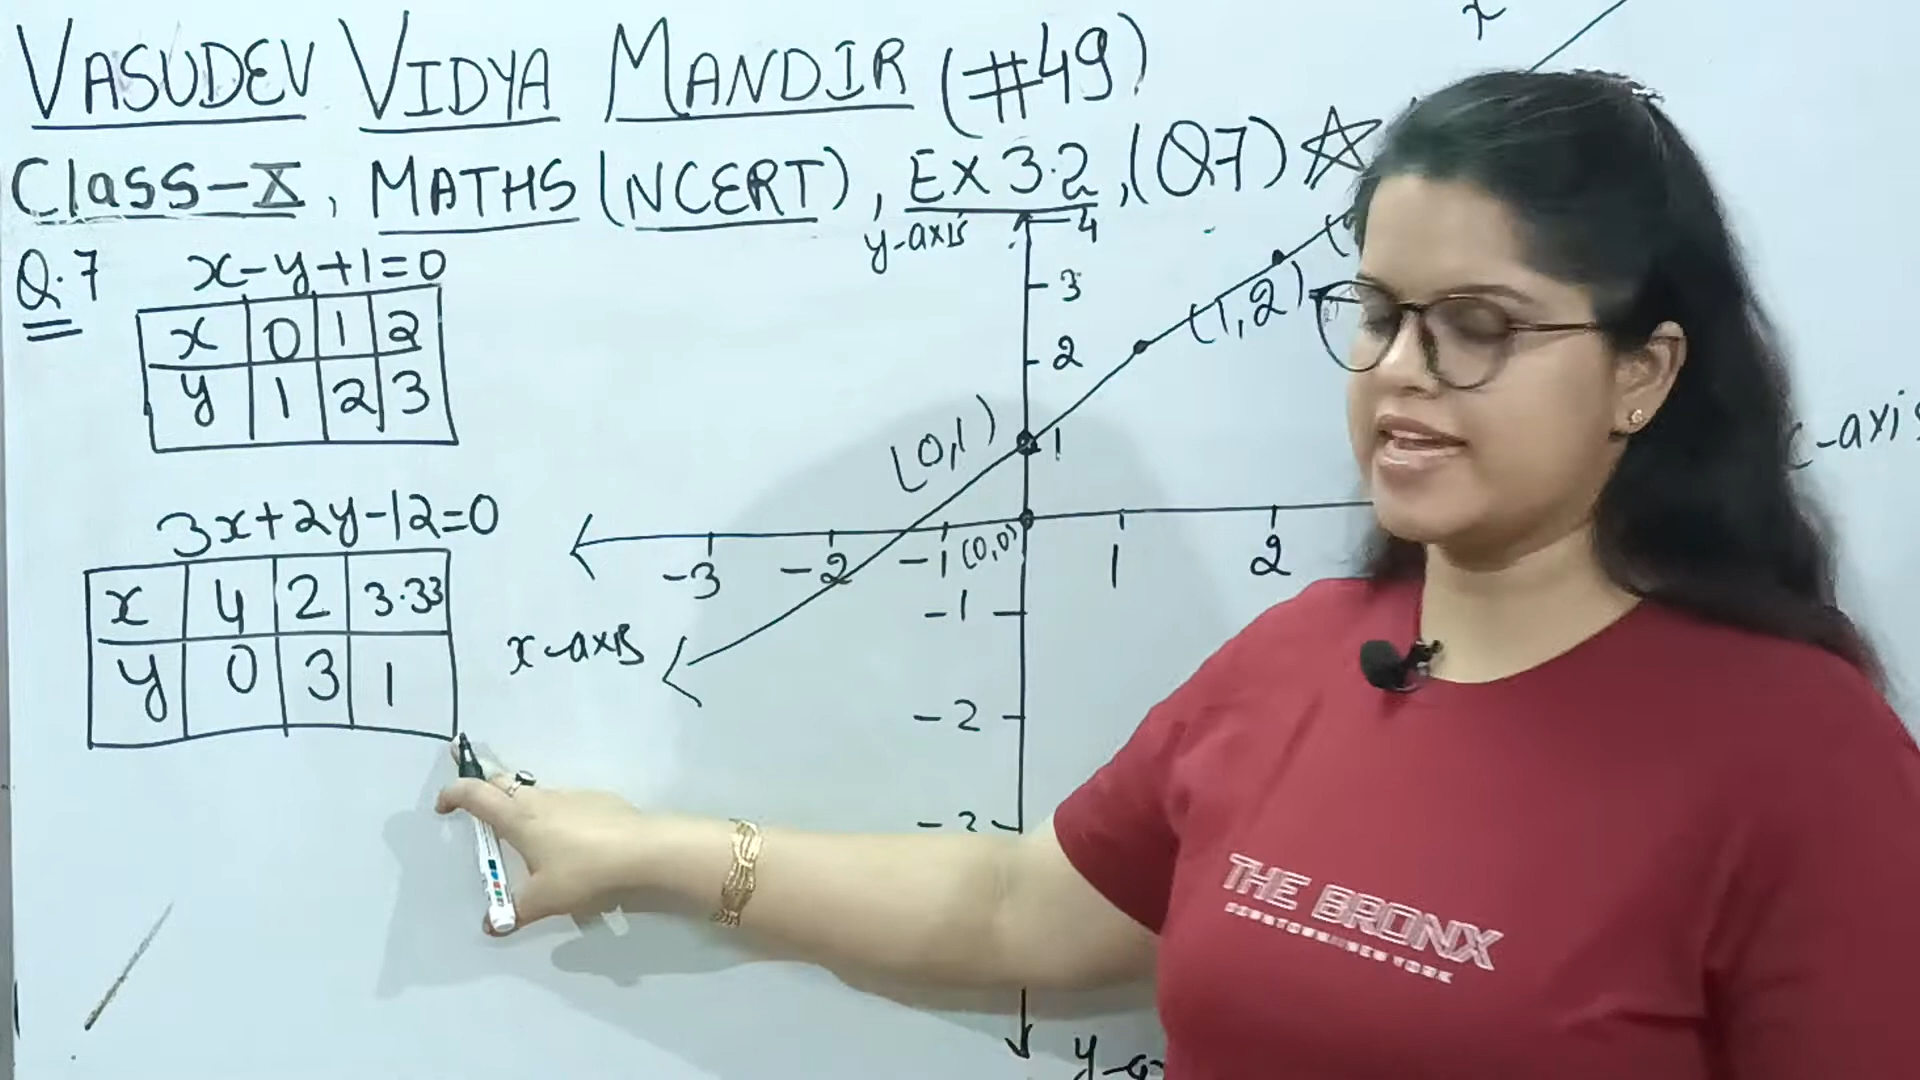 VASUDEV VIDYA MANDIR (#49)
Class-X, MATHS (NCERT), EX 3.2, (Q7)
Q.7 x-y+1=0
x 0 1 2
y 1 2 3
3x+2y-12=0
x 4 2 3.33
y 0 3 1
y-axis
4
3
2
1
(0,1)
(1,2)
x
-axis
-3 -2 -1 (0,0) 1 2
x-axis
-1
-2
THE BRONX